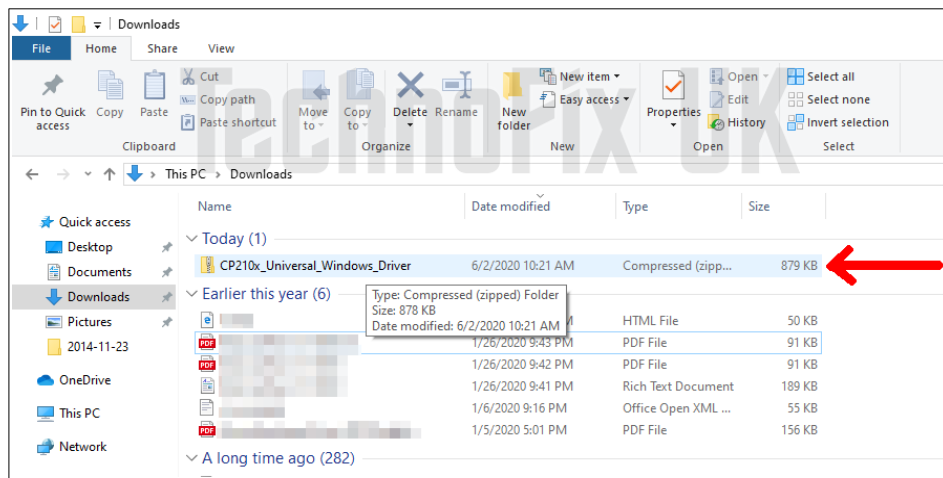 Downloads
File Home Share View
Pin to Quick access
Copy
Paste
Cut
Copy path
Paste shortcut
Clipboard
Move to
Copy to
Delete
Rename
Organize
New folder
New item
Easy access
New
Properties
Open
Edit
History
Open
Select all
Select none
Invert selection
Select
TechnoFix UK
This PC > Downloads
Name Date modified Type Size
Quick access
Desktop
Documents
Downloads
Pictures
2014-11-23
OneDrive
This PC
Network
Today (1)
CP210x_Universal_Windows_Driver 6/2/2020 10:21 AM Compressed (zipp... 879 KB
Earlier this year (6)
Type: Compressed (zipped) Folder
Size: 878 KB
Date modified: 6/2/2020 10:21 AM
HTML File 50 KB
1/26/2020 9:43 PM PDF File 91 KB
1/26/2020 9:42 PM PDF File 91 KB
1/26/2020 9:41 PM Rich Text Document 189 KB
1/6/2020 9:16 PM Office Open XML ... 55 KB
1/5/2020 5:01 PM PDF File 156 KB
A long time ago (282)